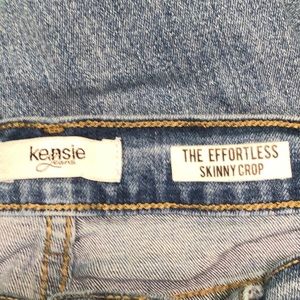 kensie
Jeans
THE EFFORTLESS
SKINNY CROP